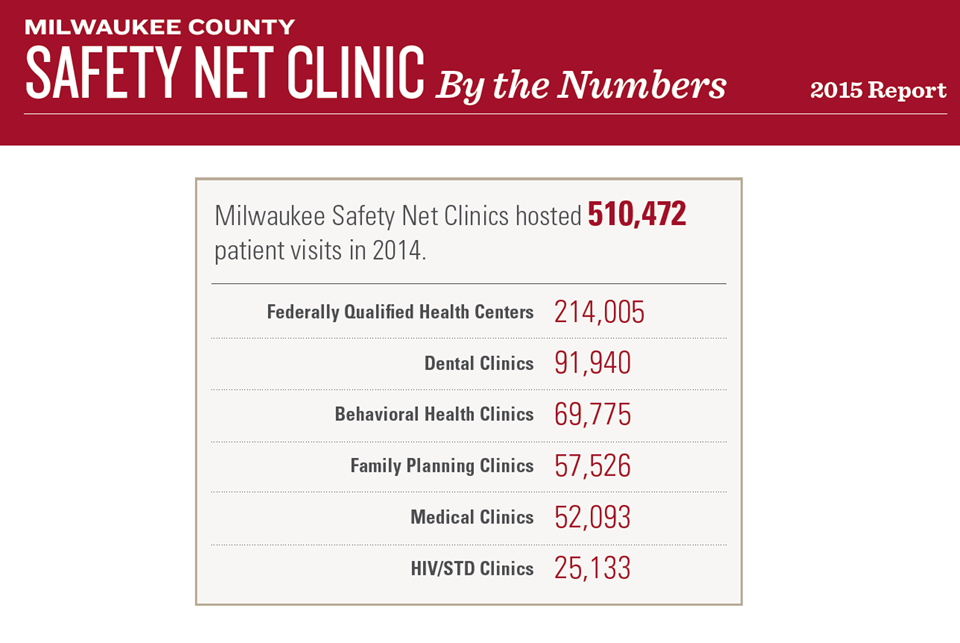 MILWAUKEE COUNTY
SAFETY NET CLINIC By the Numbers 2015 Report
Milwaukee Safety Net Clinics hosted 510,472
patient visits in 2014.
Federally Qualified Health Centers 214,005
Dental Clinics 91,940
Behavioral Health Clinics 69,775
Family Planning Clinics 57,526
Medical Clinics 52,093
HIV/STD Clinics 25,133